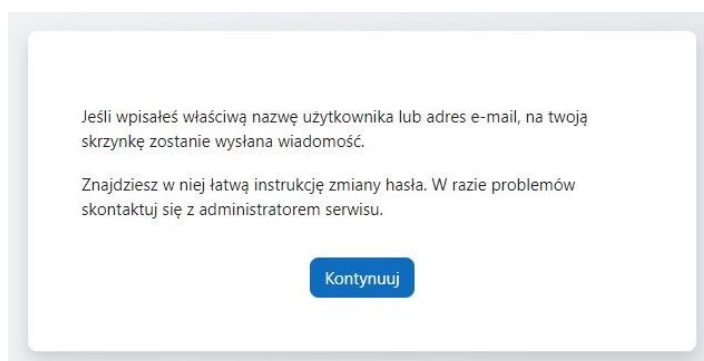 Jeśli wpisałeś właściwą nazwę użytkownika lub adres e-mail, na twoją
skrzynkę zostanie wysłana wiadomość.
Znajdziesz w niej łatwą instrukcję zmiany hasła. W razie problemów
skontaktuj się z administratorem serwisu.
Kontynuuj